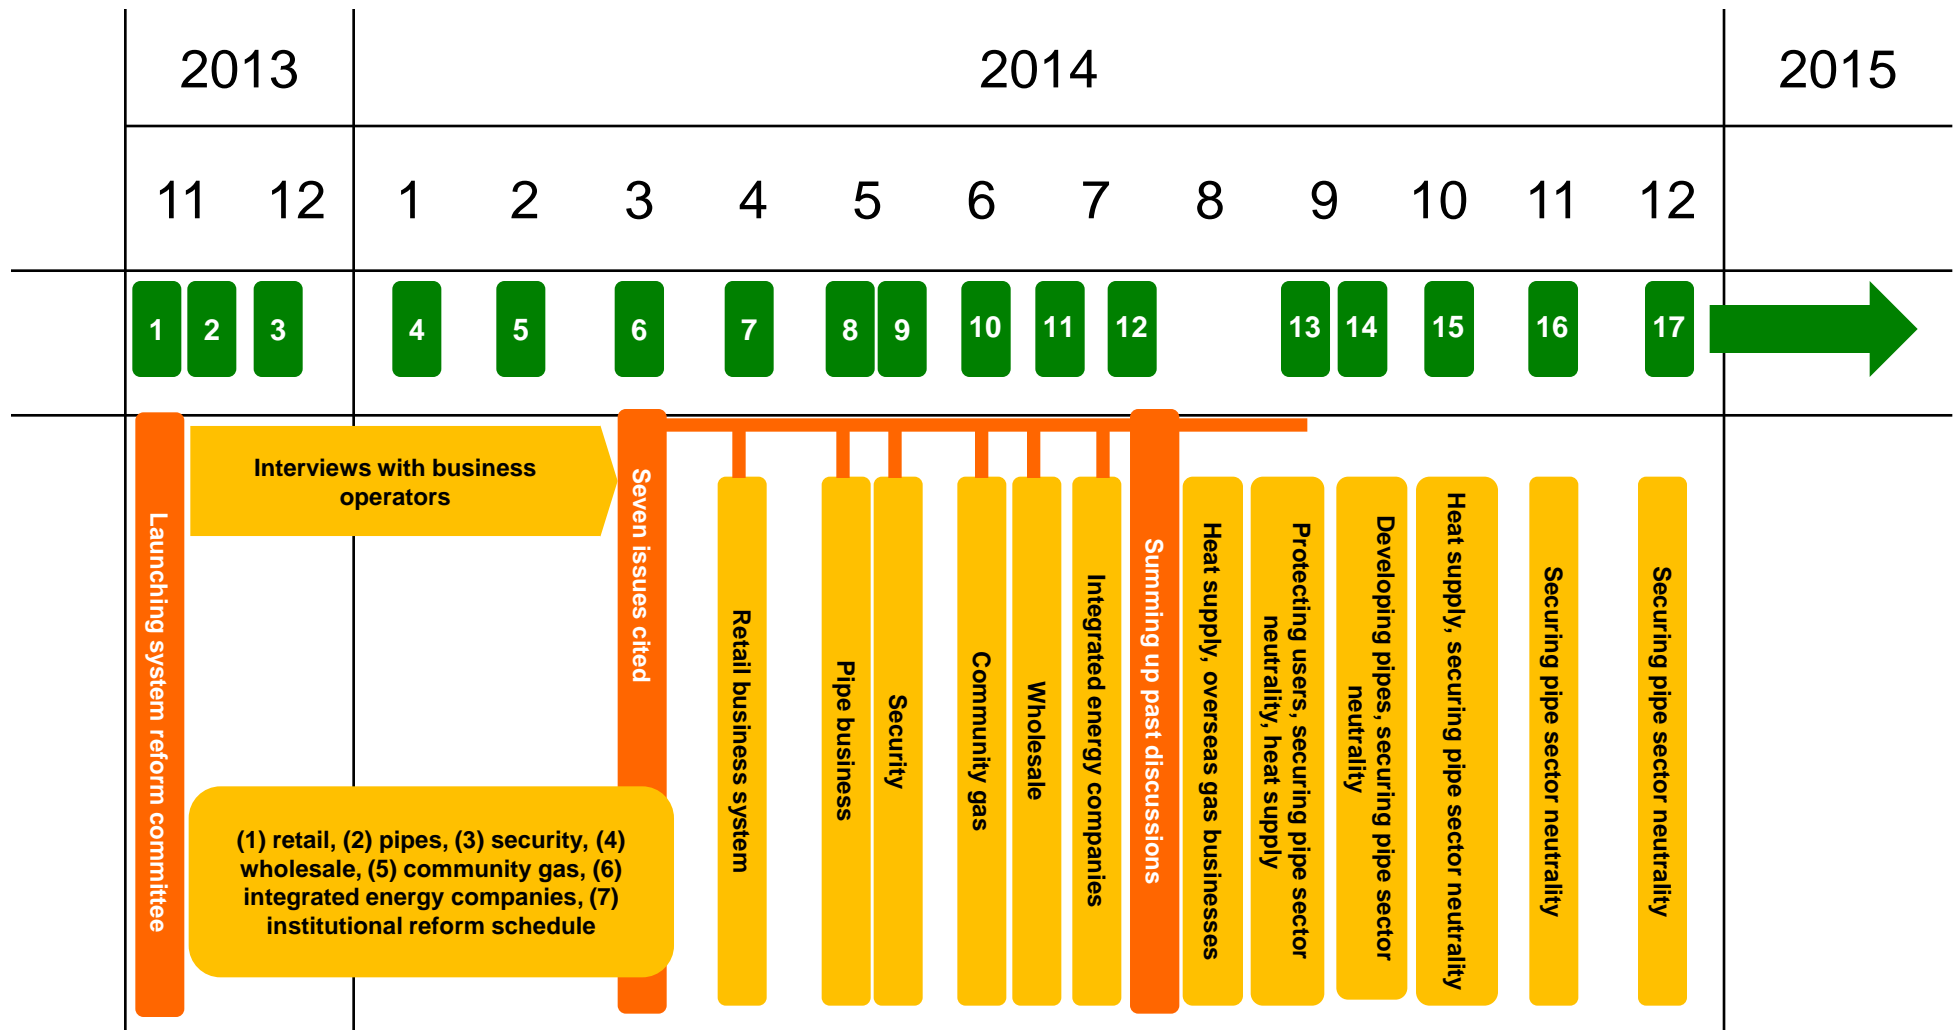 2013
2014
2015
11
12
1
2
3
4
5
6
7
8
9
10
11
12
1
2
3
4
5
6
7
8
9
10
11
12
13
14
15
16
17
Launching system reform committee
Interviews with business
operators
(1) retail, (2) pipes, (3) security, (4)
wholesale, (5) community gas, (6)
integrated energy companies, (7)
institutional reform schedule
Seven issues cited
Retail business system
Pipe business
Security
Community gas
Wholesale
Integrated energy companies
Summing up past discussions
Heat supply, overseas gas businesses
Protecting users, securing pipe sector
neutrality, heat supply
Developing pipes, securing pipe sector
neutrality
Heat supply, securing pipe sector neutrality
Securing pipe sector neutrality
Securing pipe sector neutrality